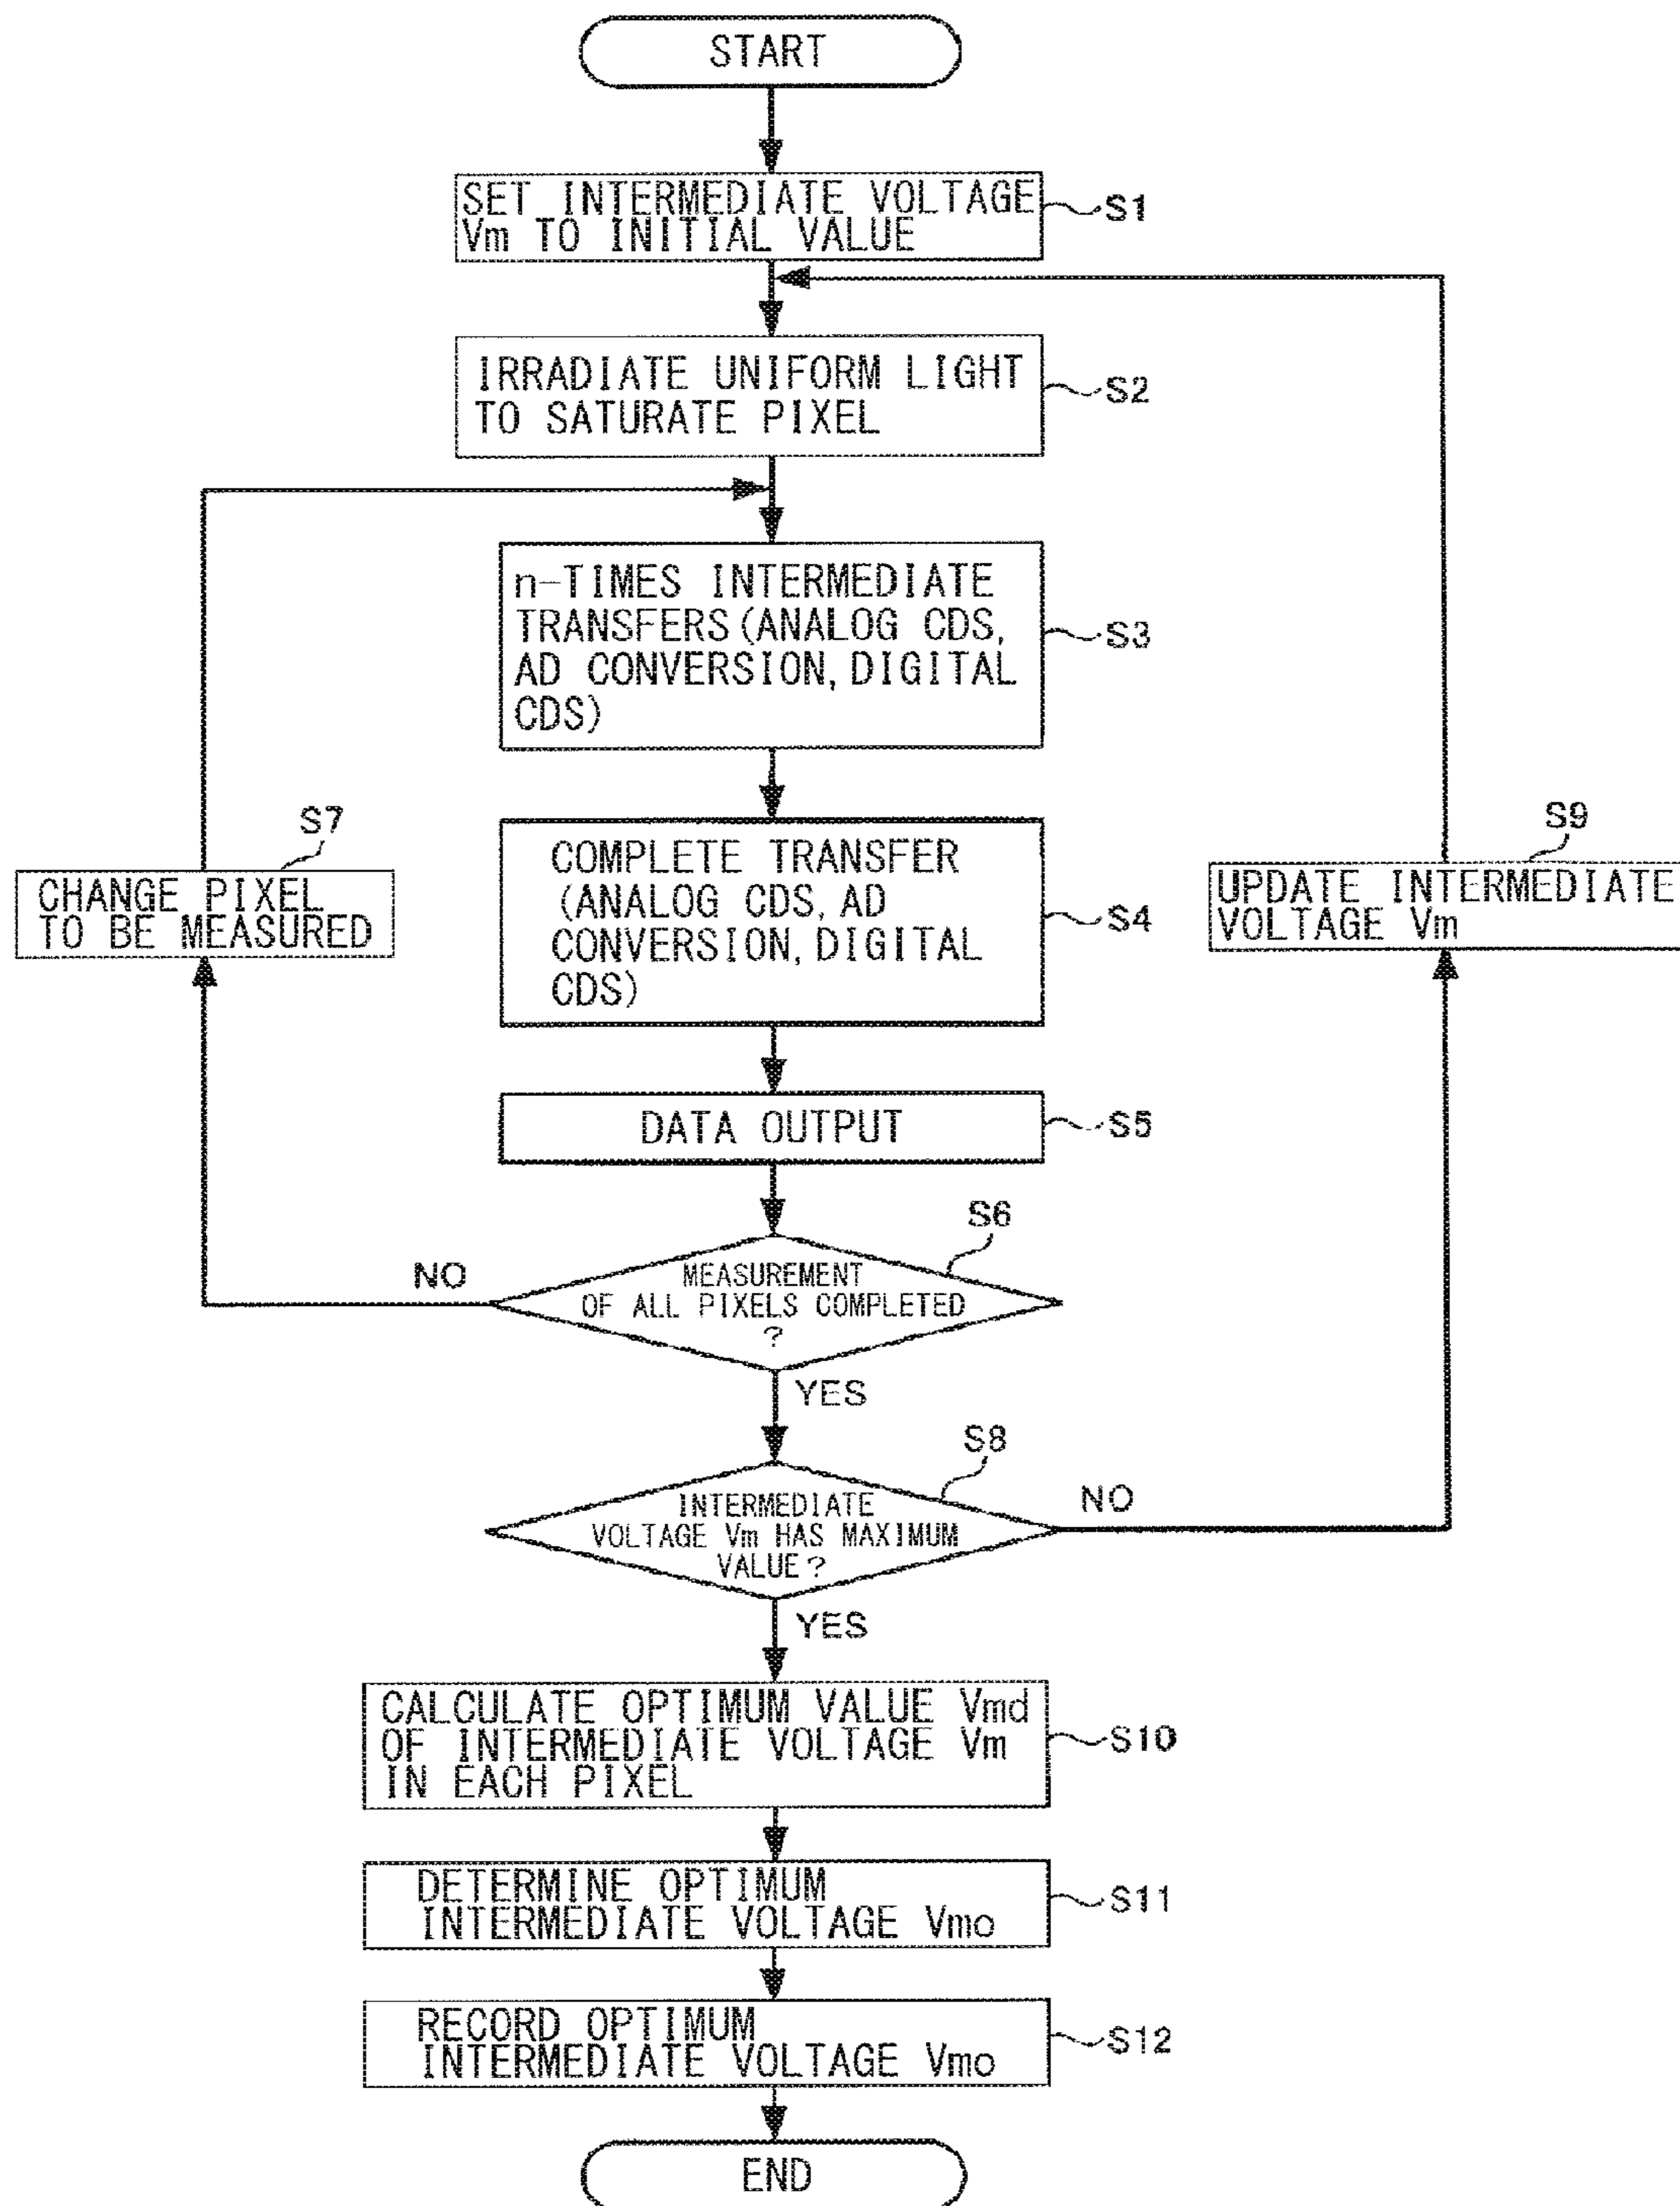 START
SET INTERMEDIATE VOLTAGE
Vm TO INITIAL VALUE
S1
IRRADIATE UNIFORM LIGHT
TO SATURATE PIXEL
S2
n-TIMES INTERMEDIATE
TRANSFERS(ANALOG CDS,
AD CONVERSION, DIGITAL
CDS)
S3
COMPLETE TRANSFER
(ANALOG CDS, AD
CONVERSION, DIGITAL
CDS)
S4
S7
CHANGE PIXEL
TO BE MEASURED
S9
UPDATE INTERMEDIATE
VOLTAGE Vm
DATA OUTPUT
S5
S6
NO
MEASUREMENT
OF ALL PIXELS COMPLETED
?
YES
S8
INTERMEDIATE
VOLTAGE Vm HAS MAXIMUM
VALUE?
NO
YES
CALCULATE OPTIMUM VALUE Vmd
OF INTERMEDIATE VOLTAGE Vm
IN EACH PIXEL
S10
DETERMINE OPTIMUM
INTERMEDIATE VOLTAGE Vmo
S11
RECORD OPTIMUM
INTERMEDIATE VOLTAGE Vmo
S12
END